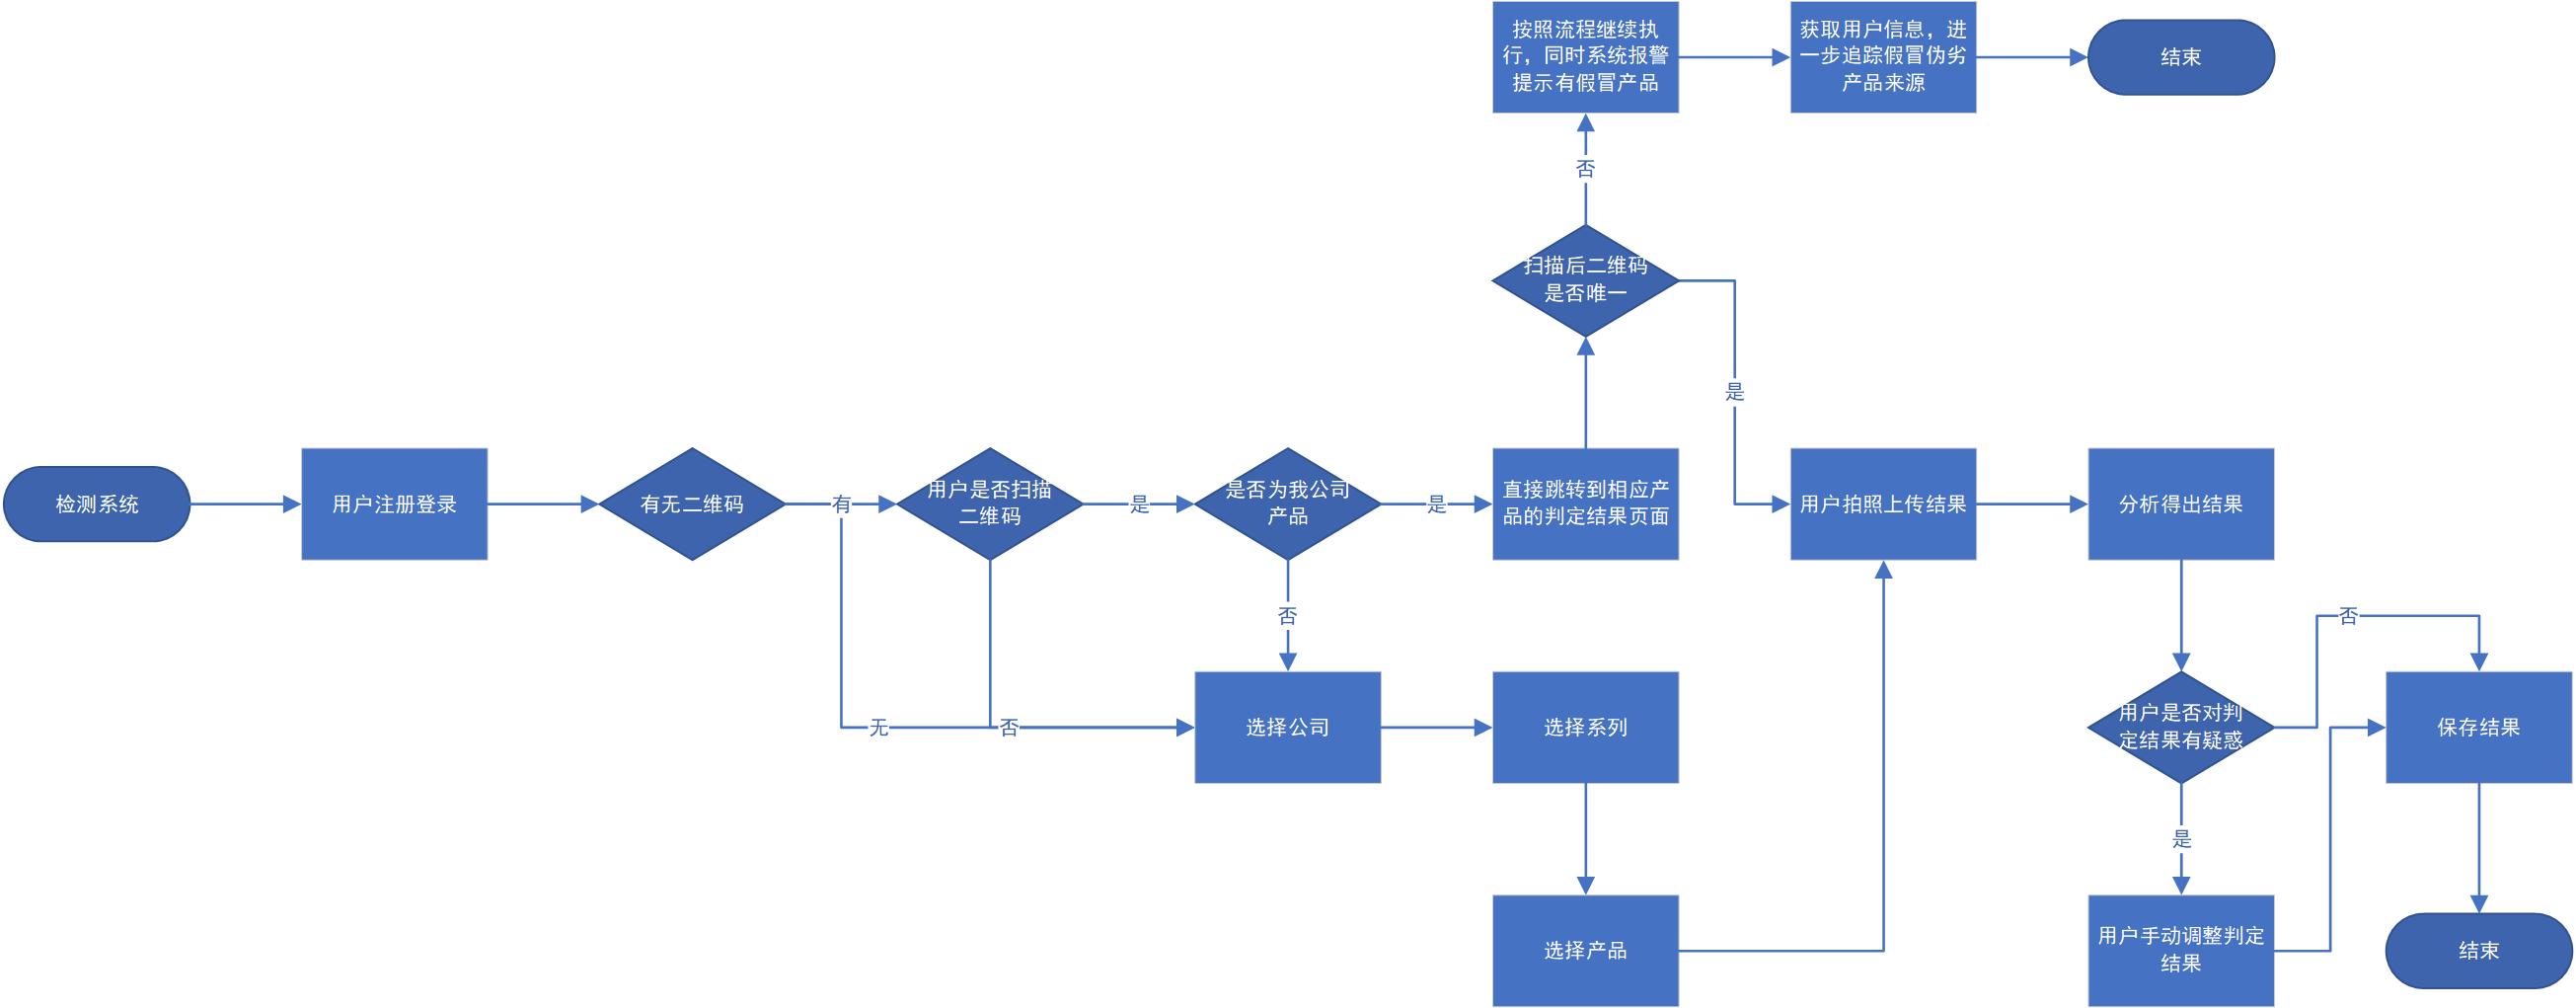 按照流程继续执
行，同时系统报警
提示有假冒产品
获取用户信息，进
一步追踪假冒伪劣
产品来源
结束
否
扫描后二维码
是否唯一
是
检测系统
用户注册登录
有无二维码
有
用户是否扫描
二维码
是
是否为我公司
产品
是
直接跳转到相应产
品的判定结果页面
用户拍照上传结果
分析得出结果
否
否
无
否
选择公司
选择系列
用户是否对判
定结果有疑惑
保存结果
是
选择产品
用户手动调整判定
结果
结束